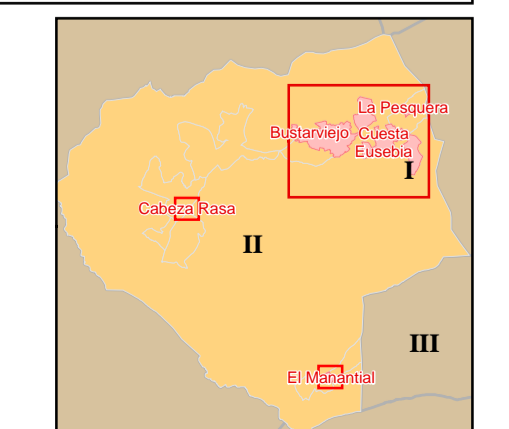 La Pesquera
Bustarviejo
Cuesta
Eusebia
I
Cabeza Rasa
II
III
El Manantial